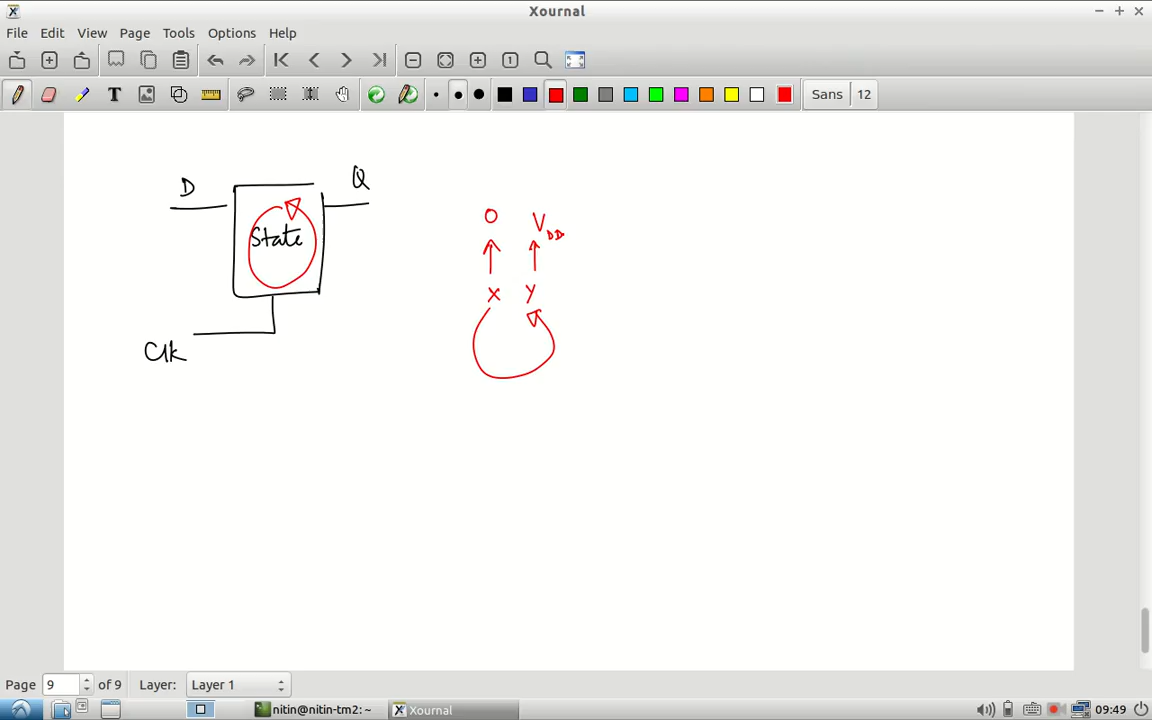 Xournal
File Edit View Page Tools Options Help
Sans 12
D
Q
State
Clk
0 V_DD
X Y
Page 9 of 9 Layer: Layer 1
nitin@nitin-tm2: ~ Xournal 09:49